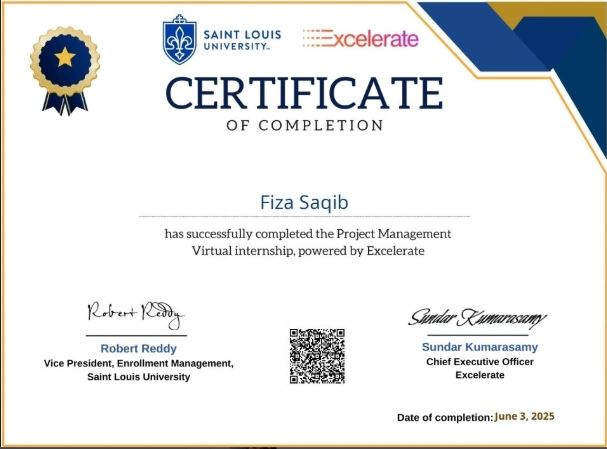 SAINT LOUIS
UNIVERSITY™
Excelerate
CERTIFICATE
OF COMPLETION
Fiza Saqib
has successfully completed the Project Management
Virtual internship, powered by Excelerate
Robert Reddy
Sundar Kumarasamy
Robert Reddy
Vice President, Enrollment Management,
Saint Louis University
Sundar Kumarasamy
Chief Executive Officer
Excelerate
Date of completion: June 3, 2025